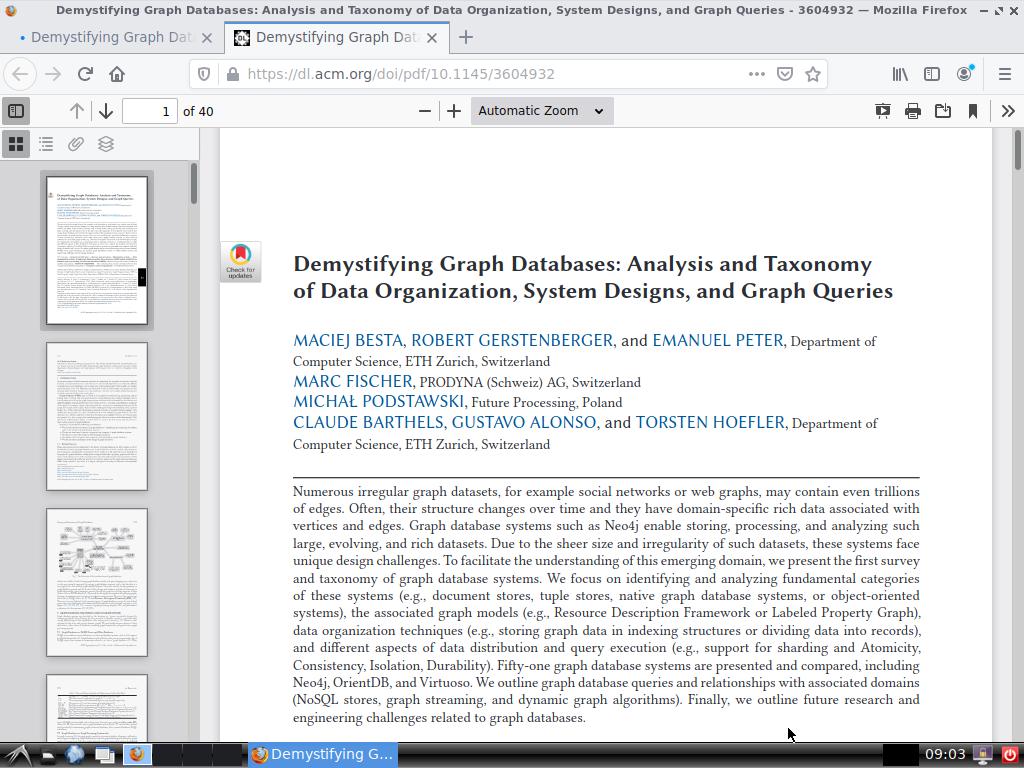 Demystifying Graph Databases: Analysis and Taxonomy of Data Organization, System Designs, and Graph Queries - 3604932 — Mozilla Firefox
Demystifying Graph Dat
Demystifying Graph Dat
https://dl.acm.org/doi/pdf/10.1145/3604932
1 of 40
Automatic Zoom
Check for
updates
Demystifying Graph Databases: Analysis and Taxonomy
of Data Organization, System Designs, and Graph Queries
MACIEJ BESTA, ROBERT GERSTENBERGER, and EMANUEL PETER, Department of
Computer Science, ETH Zurich, Switzerland
MARC FISCHER, PRODYNA (Schweiz) AG, Switzerland
MICHAŁ PODSTAWSKI, Future Processing, Poland
CLAUDE BARTHELS, GUSTAVO ALONSO, and TORSTEN HOEFLER, Department of
Computer Science, ETH Zurich, Switzerland
Numerous irregular graph datasets, for example social networks or web graphs, may contain even trillions
of edges. Often, their structure changes over time and they have domain-specific rich data associated with
vertices and edges. Graph database systems such as Neo4j enable storing, processing, and analyzing such
large, evolving, and rich datasets. Due to the sheer size and irregularity of such datasets, these systems face
unique design challenges. To facilitate the understanding of this emerging domain, we present the first survey
and taxonomy of graph database systems. We focus on identifying and analyzing fundamental categories
of these systems (e.g., document stores, tuple stores, native graph database systems, or object-oriented
systems), the associated graph models (e.g., Resource Description Framework or Labeled Property Graph),
data organization techniques (e.g., storing graph data in indexing structures or dividing data into records),
and different aspects of data distribution and query execution (e.g., support for sharding and Atomicity,
Consistency, Isolation, Durability). Fifty-one graph database systems are presented and compared, including
Neo4j, OrientDB, and Virtuoso. We outline graph database queries and relationships with associated domains
(NoSQL stores, graph streaming, and dynamic graph algorithms). Finally, we outline future research and
engineering challenges related to graph databases.
Demystifying G...
09:03